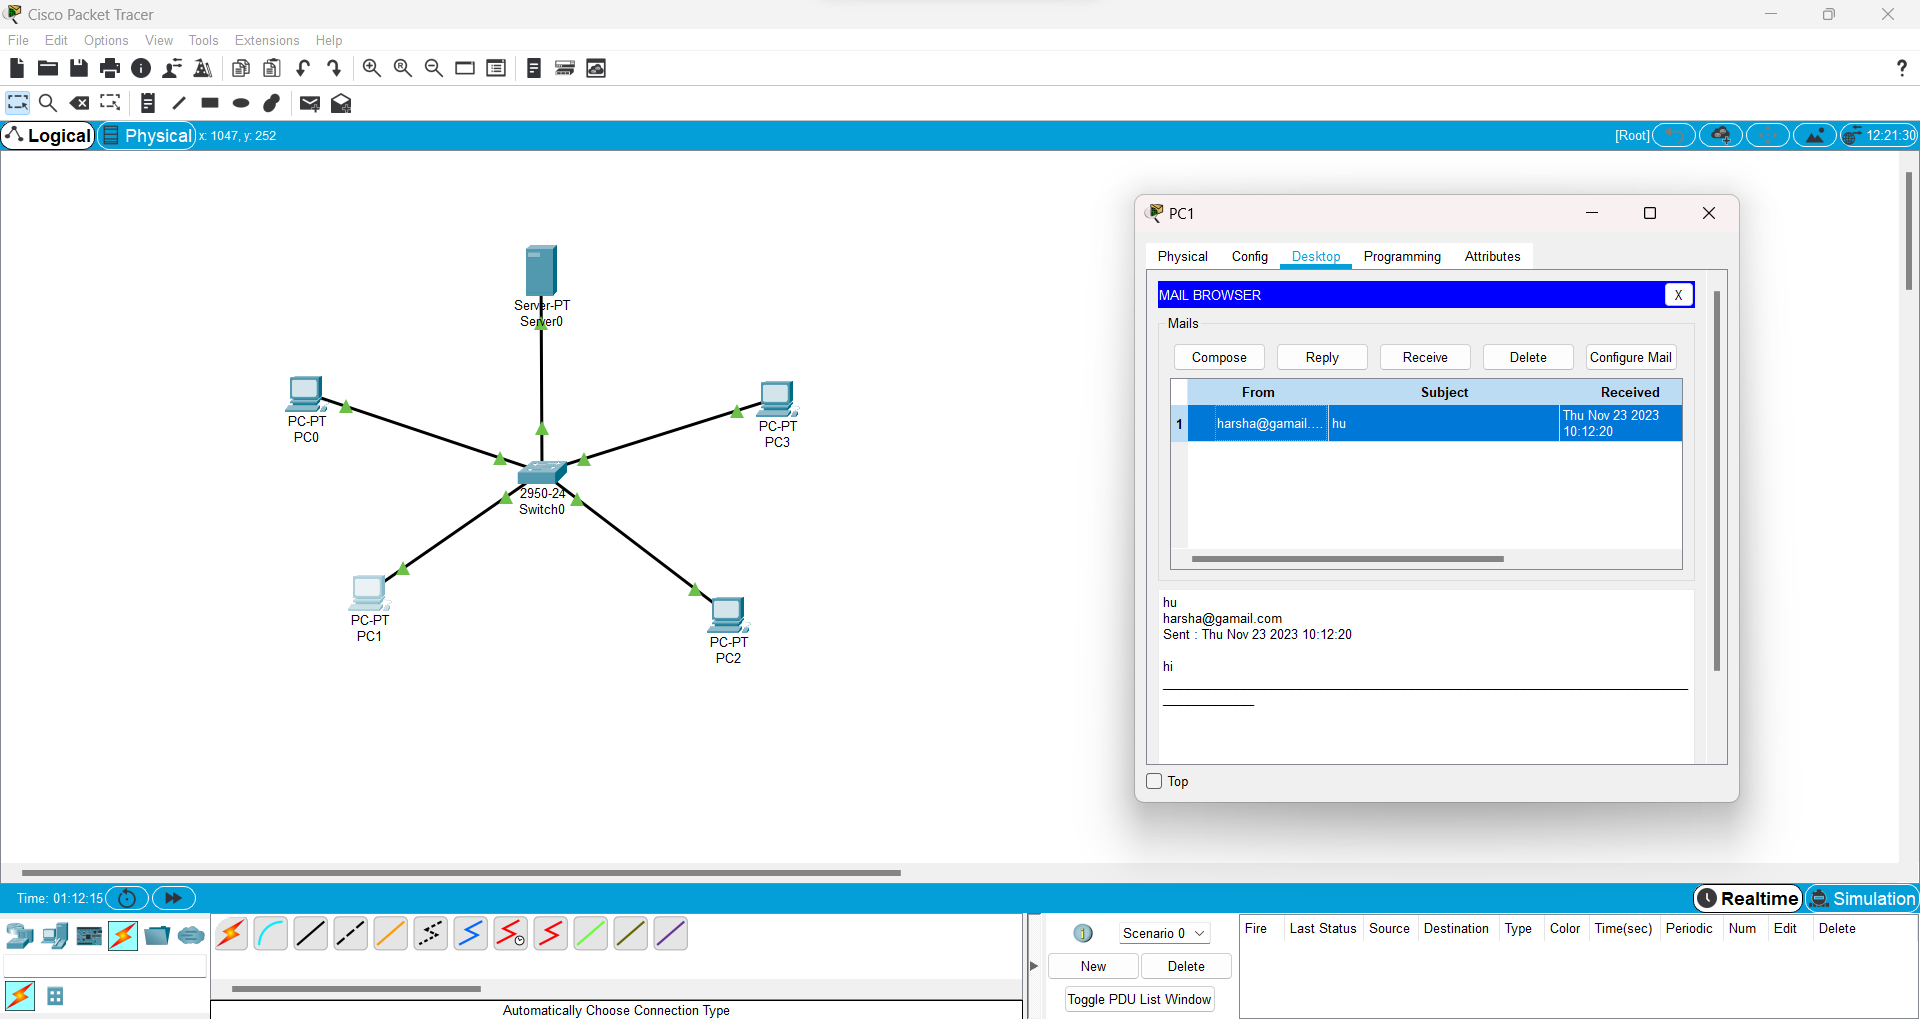 Cisco Packet Tracer
File Edit Options View Tools Extensions Help
?
Logical Physical x: 1047, y: 252 [Root] 12:21:30
Server-PT
Server0
PC-PT
PC0
PC-PT
PC3
2950-24
Switch0
PC-PT
PC1
PC-PT
PC2
PC1
Physical Config Desktop Programming Attributes
MAIL BROWSER X
Mails
Compose Reply Receive Delete Configure Mail
From Subject Received
1 harsha@gamail.... hu Thu Nov 23 2023 10:12:20
hu
harsha@gamail.com
Sent : Thu Nov 23 2023 10:12:20
hi
Top
Time: 01:12:15 Realtime Simulation
Scenario 0
New Delete
Toggle PDU List Window
Fire Last Status Source Destination Type Color Time(sec) Periodic Num Edit Delete
Automatically Choose Connection Type